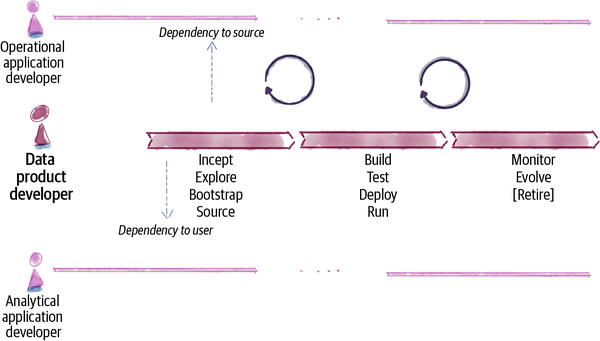 Operational
application
developer
Dependency to source
Data
product
developer
Incept
Explore
Bootstrap
Source
Build
Test
Deploy
Run
Monitor
Evolve
[Retire]
Dependency to user
Analytical
application
developer